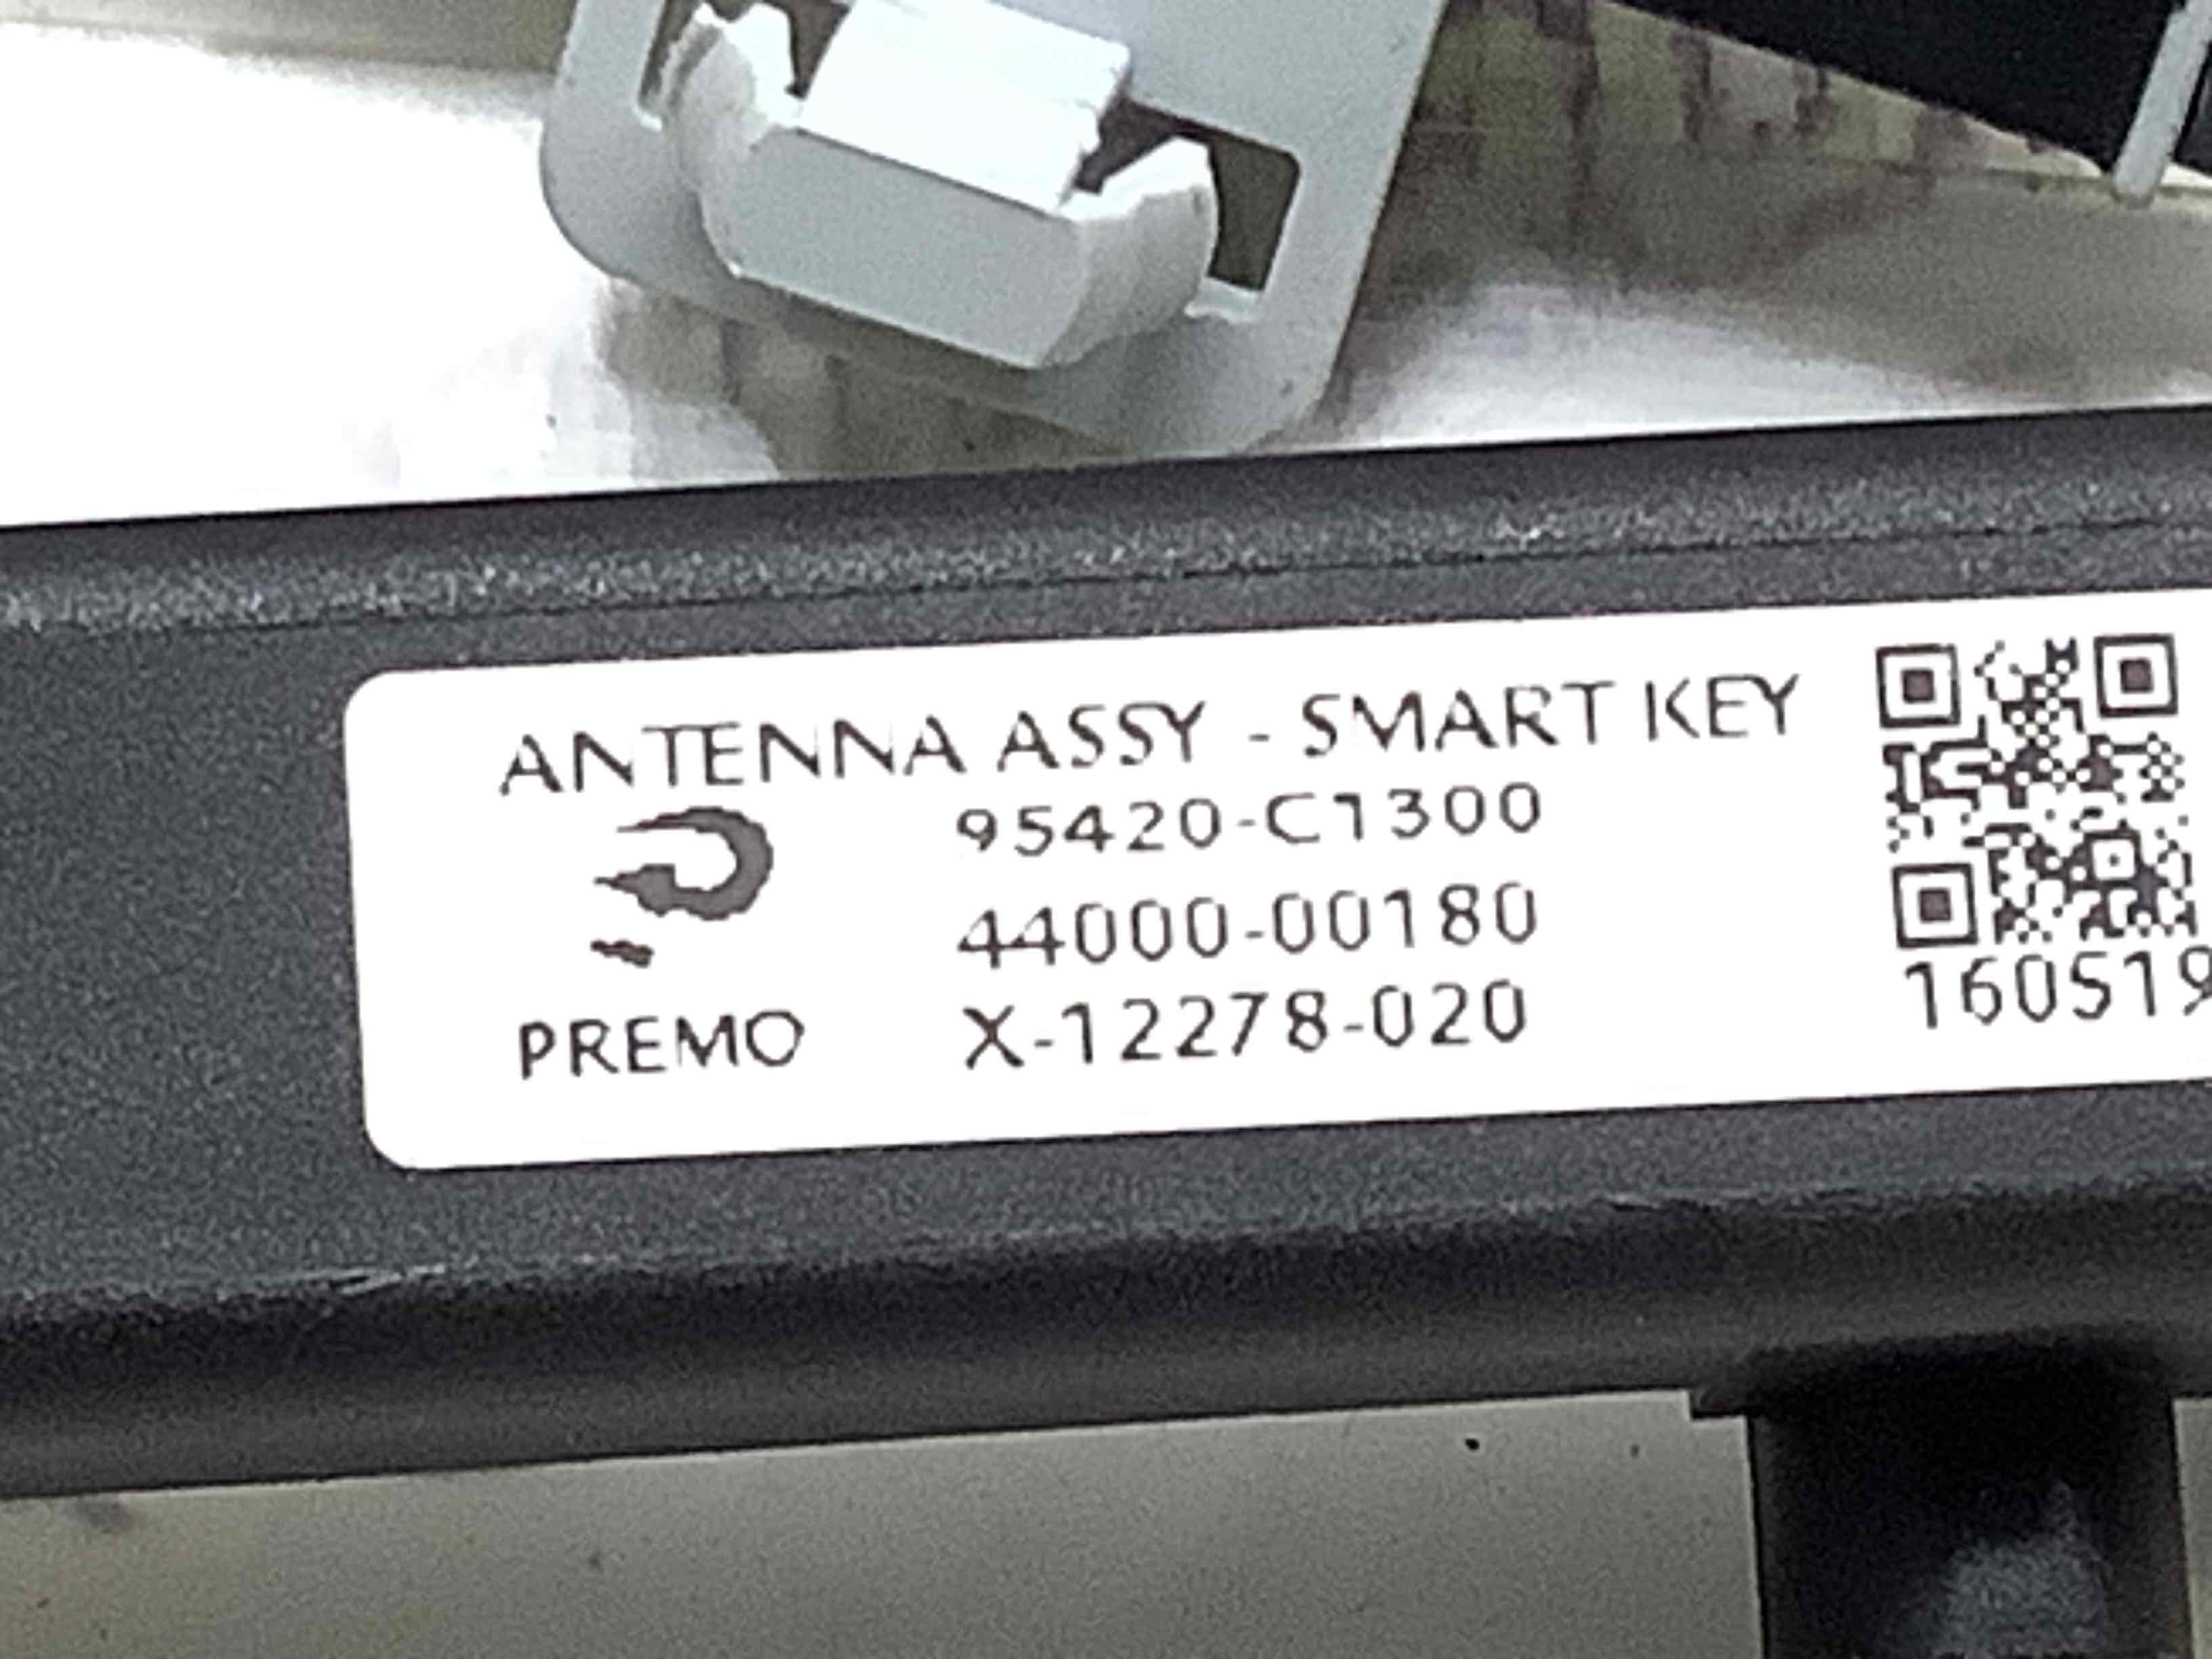 ANTENNA ASSY - SMART KEY
95420-C1300
44000-00180
PREMO
X-12278-020
160519